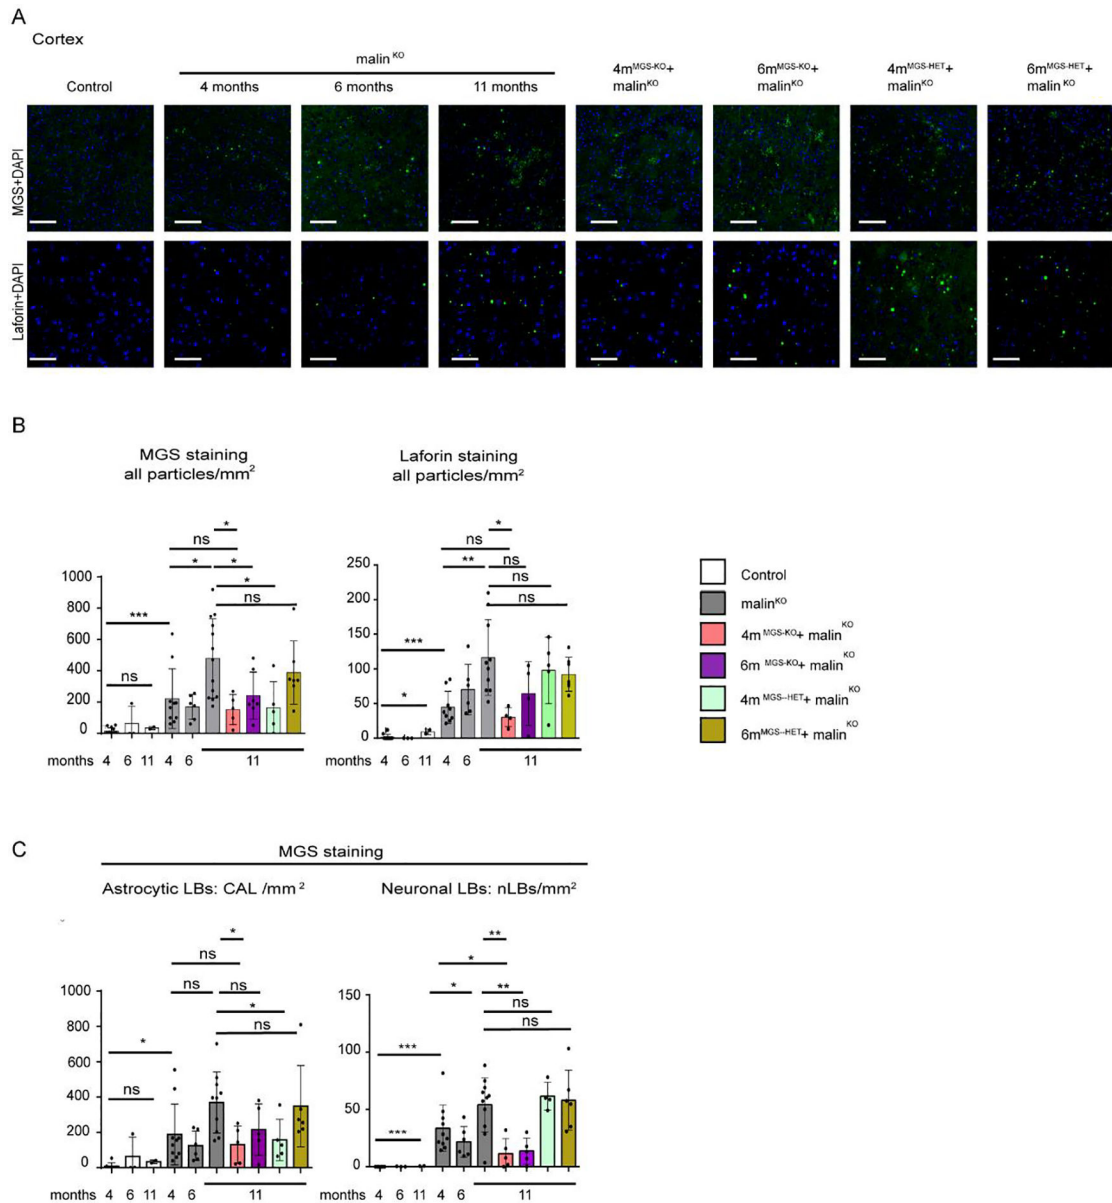 A
Cortex
malin KO
Control
4 months
6 months
11 months
4m MGS-KO+
malin KO
6m MGS-KO+
malin KO
4m MGS-HET+
malin KO
6m MGS-HET+
malin KO
MGS+DAPI
Laforin+DAPI
B
MGS staining
all particles/mm²
*
ns
* *
*
ns
***
ns
1000
800
600
400
200
0
months 4 6 11 4 6 11
Laforin staining
all particles/mm²
*
ns
** ns
ns
ns
***
*
250
200
150
100
50
0
months 4 6 11 4 6 11
Control
malin KO
4m MGS-KO+ malin KO
6m MGS-KO+ malin KO
4m MGS--HET+ malin KO
6m MGS--HET+ malin KO
C
MGS staining
Astrocytic LBs: CAL /mm²
*
ns
ns ns
*
ns
*
ns
1000
800
600
400
200
0
months 4 6 11 4 6 11
Neuronal LBs: nLBs/mm²
**
*
* **
ns
ns
***
***
150
100
50
0
months 4 6 11 4 6 11